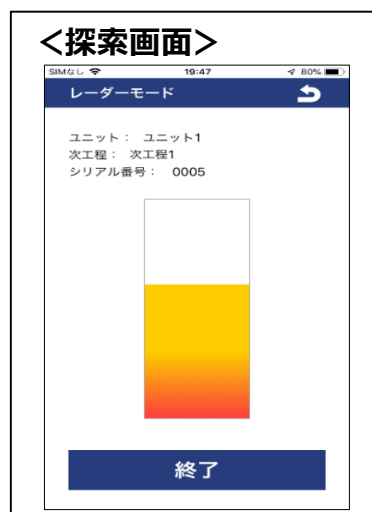 ＜探索画面＞
SIMなし 19:47 80%
レーダーモード
ユニット： ユニット1
次工程： 次工程1
シリアル番号： 0005
終了